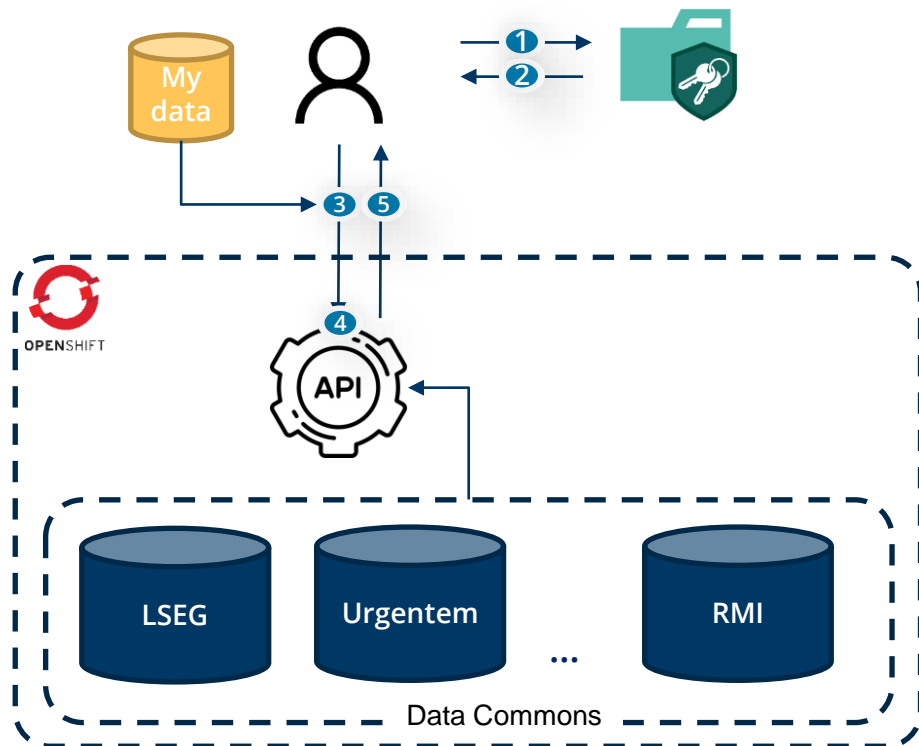 1
2
My
data
3
5
4
OPENSHIFT
API
LSEG
Urgentem
RMI
...
Data Commons